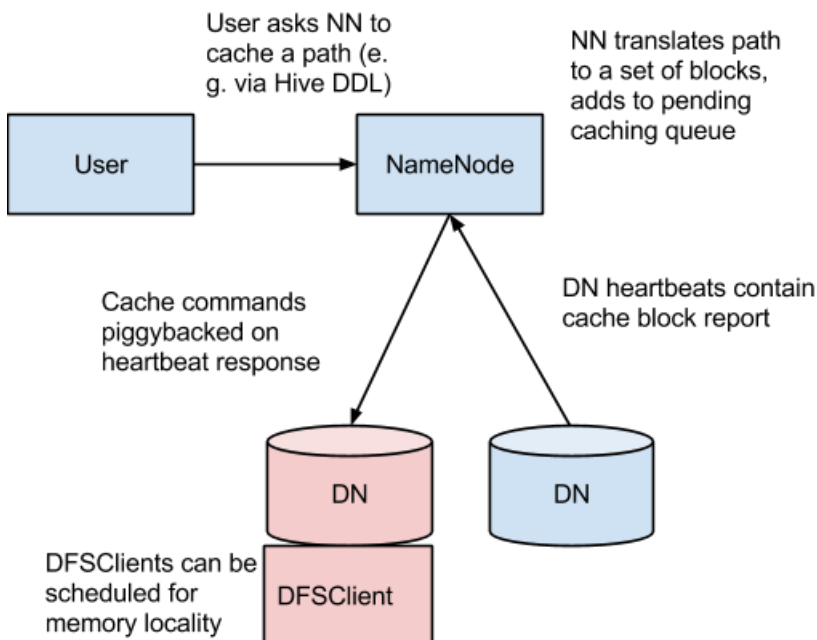 User asks NN to
cache a path (e.
g. via Hive DDL)
NN translates path
to a set of blocks,
adds to pending
caching queue
User
NameNode
Cache commands
piggybacked on
heartbeat response
DN heartbeats contain
cache block report
DN
DN
DFSClients can be
scheduled for
memory locality
DFSClient